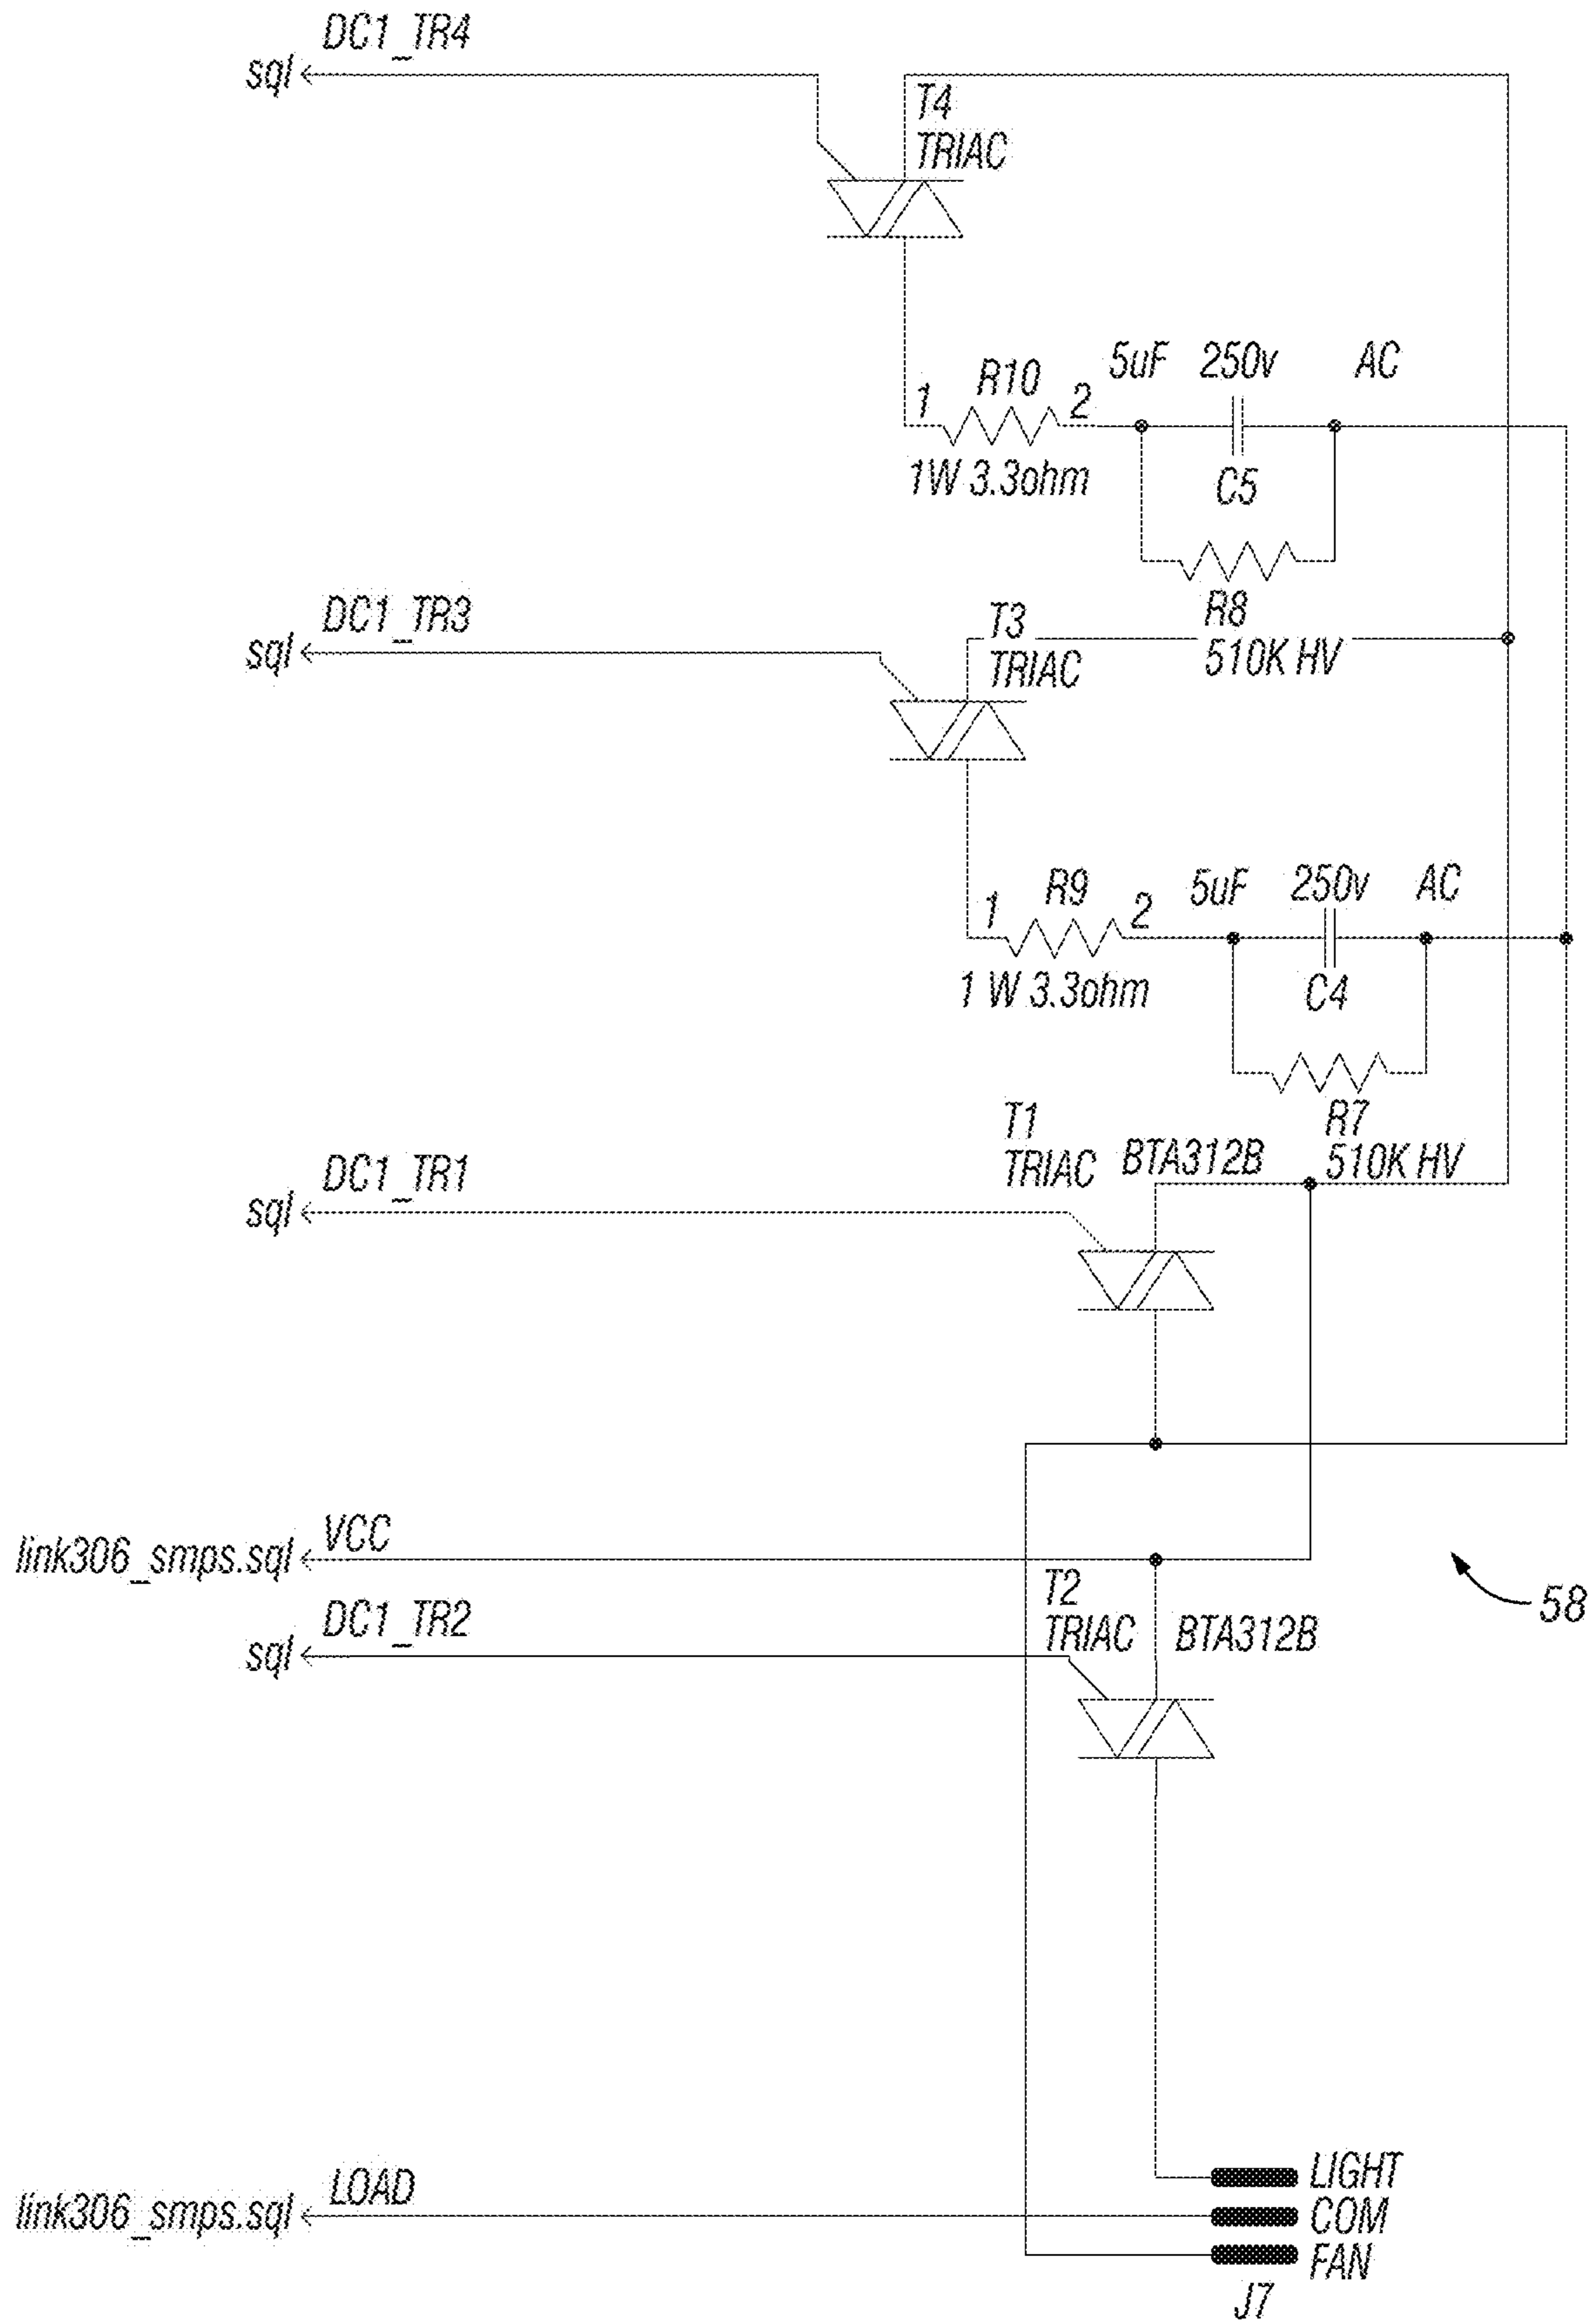 DC1_TR4
sql
T4
TRIAC
5uF 250v AC
1 R10 2
1W 3.3ohm
C5
DC1_TR3
sql
T3
TRIAC
R8
510K HV
5uF 250v AC
1 R9 2
1 W 3.3ohm
C4
T1
TRIAC BTA312B
R7
510K HV
DC1_TR1
sql
VCC
link306_smps.sql
T2
TRIAC BTA312B
DC1_TR2
sql
58
LIGHT
LOAD
link306_smps.sql
COM
FAN
J7